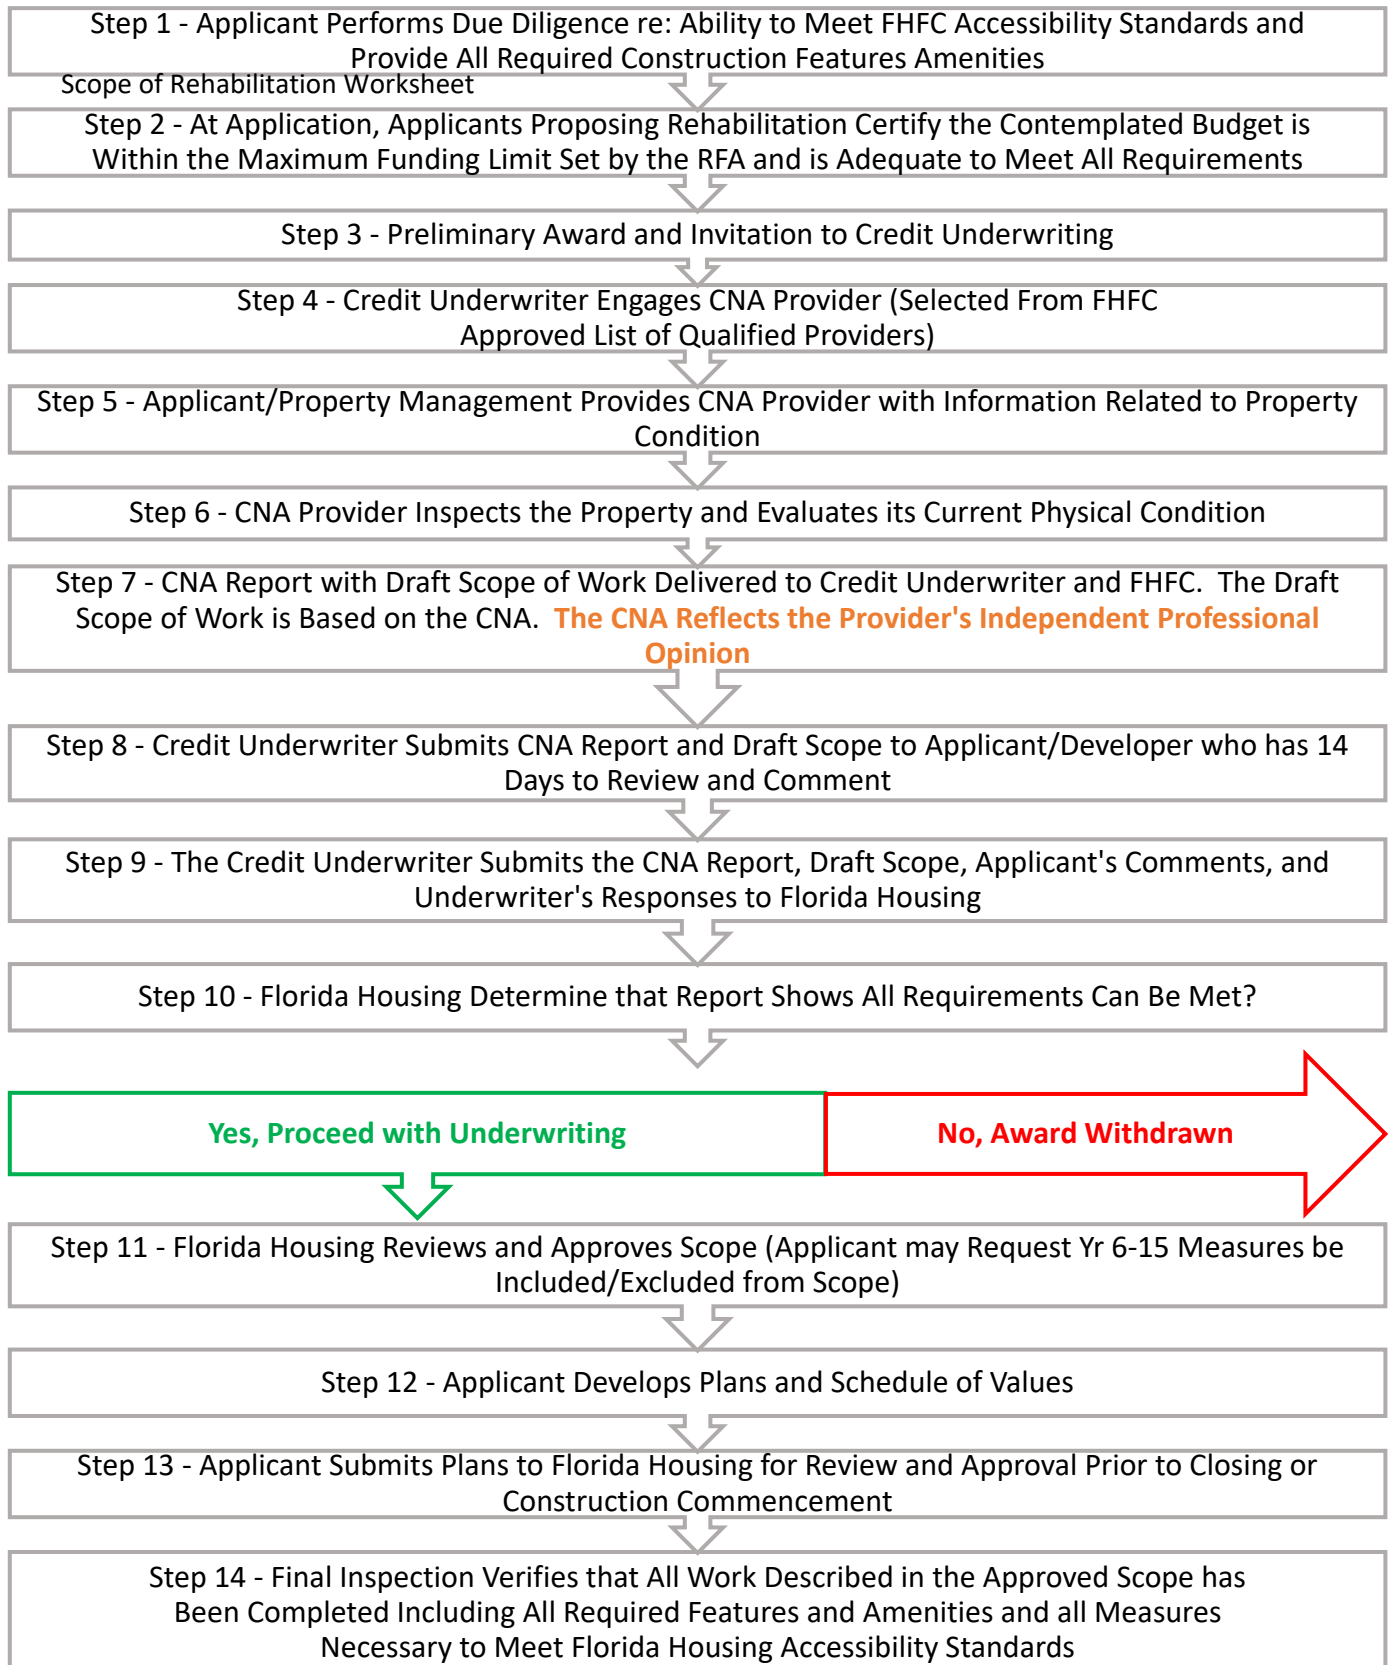 Step 1 - Applicant Performs Due Diligence re: Ability to Meet FHFC Accessibility Standards and
Provide All Required Construction Features Amenities
Scope of Rehabilitation Worksheet
Step 2 - At Application, Applicants Proposing Rehabilitation Certify the Contemplated Budget is
Within the Maximum Funding Limit Set by the RFA and is Adequate to Meet All Requirements
Step 3 - Preliminary Award and Invitation to Credit Underwriting
Step 4 - Credit Underwriter Engages CNA Provider (Selected From FHFC
Approved List of Qualified Providers)
Step 5 - Applicant/Property Management Provides CNA Provider with Information Related to Property
Condition
Step 6 - CNA Provider Inspects the Property and Evaluates its Current Physical Condition
Step 7 - CNA Report with Draft Scope of Work Delivered to Credit Underwriter and FHFC.  The Draft
Scope of Work is Based on the CNA.  The CNA Reflects the Provider's Independent Professional
Opinion
Step 8 - Credit Underwriter Submits CNA Report and Draft Scope to Applicant/Developer who has 14
Days to Review and Comment
Step 9 - The Credit Underwriter Submits the CNA Report, Draft Scope, Applicant's Comments, and
Underwriter's Responses to Florida Housing
Step 10 - Florida Housing Determine that Report Shows All Requirements Can Be Met?
Yes, Proceed with Underwriting
No, Award Withdrawn
Step 11 - Florida Housing Reviews and Approves Scope (Applicant may Request Yr 6-15 Measures be
Included/Excluded from Scope)
Step 12 - Applicant Develops Plans and Schedule of Values
Step 13 - Applicant Submits Plans to Florida Housing for Review and Approval Prior to Closing or
Construction Commencement
Step 14 - Final Inspection Verifies that All Work Described in the Approved Scope has
Been Completed Including All Required Features and Amenities and all Measures
Necessary to Meet Florida Housing Accessibility Standards